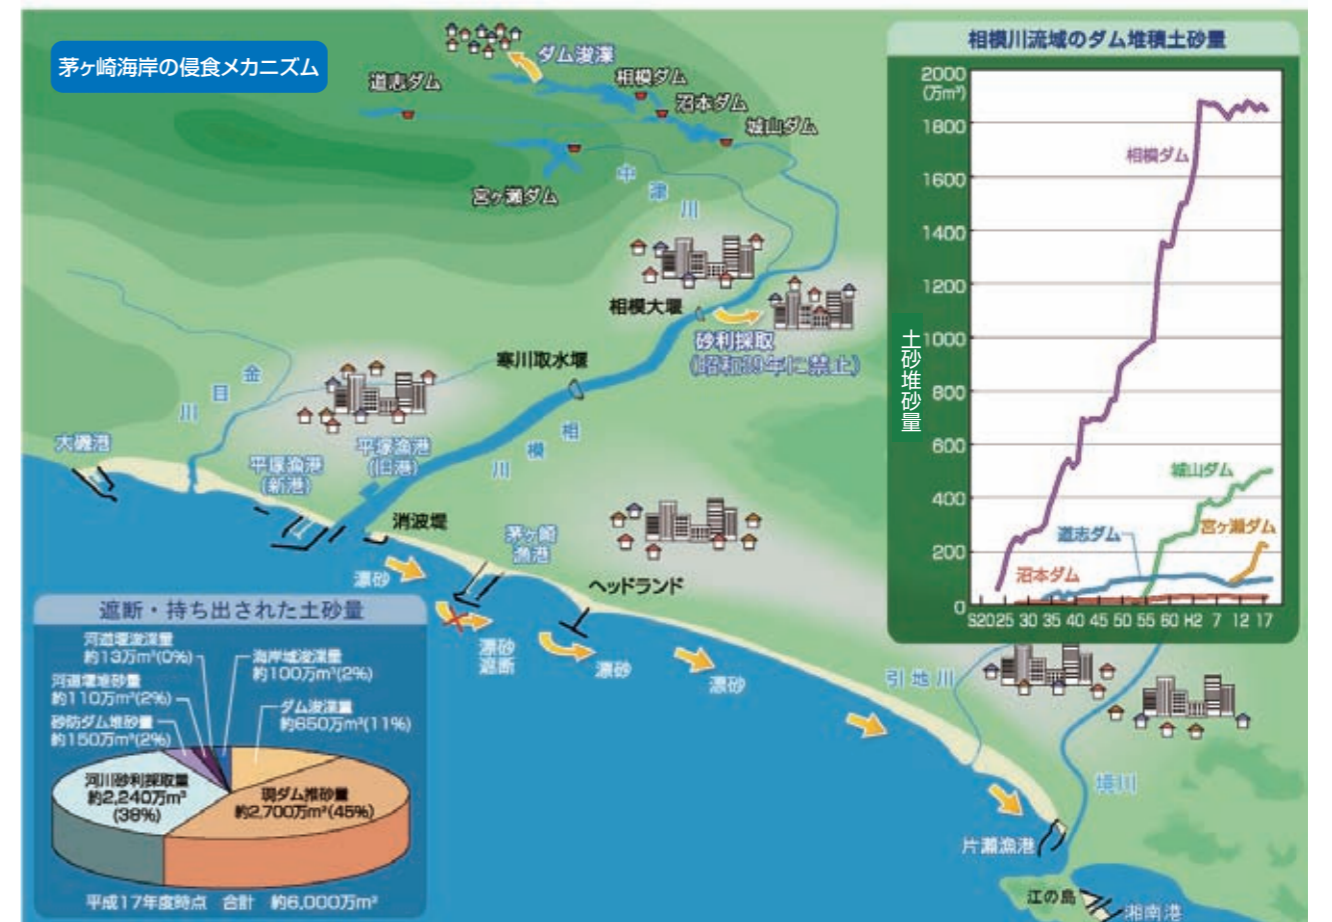 茅ヶ崎海岸の侵食メカニズム
ダム浚渫
道志ダム
相模ダム
沼本ダム
城山ダム
宮ヶ瀬ダム
中津川
相模大堰
砂利採取
(昭和39年に禁止)
寒川取水堰
金目川
相模川
大磯港
平塚漁港
(新港)
平塚漁港
(旧港)
消波堤
茅ヶ崎
漁港
ヘッドランド
漂砂
漂砂
遮断
漂砂
漂砂
引地川
境川
片瀬漁港
江の島
湘南港
相模川流域のダム堆積土砂量
2000
(万m³)
1800
1600
1400
1200
1000
800
600
400
200
0
土砂堆砂量
相模ダム
城山ダム
宮ヶ瀬ダム
道志ダム
沼本ダム
S20 25 30 35 40 45 50 55 60 H2 7 12 17
遮断・持ち出された土砂量
河道堰浚渫量
約13万m³(0%)
河道堰堆砂量
約110万m³(2%)
砂防ダム堆砂量
約150万m³(2%)
海岸域浚渫量
約100万m³(2%)
ダム浚渫量
約650万m³(11%)
河川砂利採取量
約2,240万m³
(38%)
現ダム堆砂量
約2,700万m³(45%)
平成17年度時点 合計 約6,000万m³